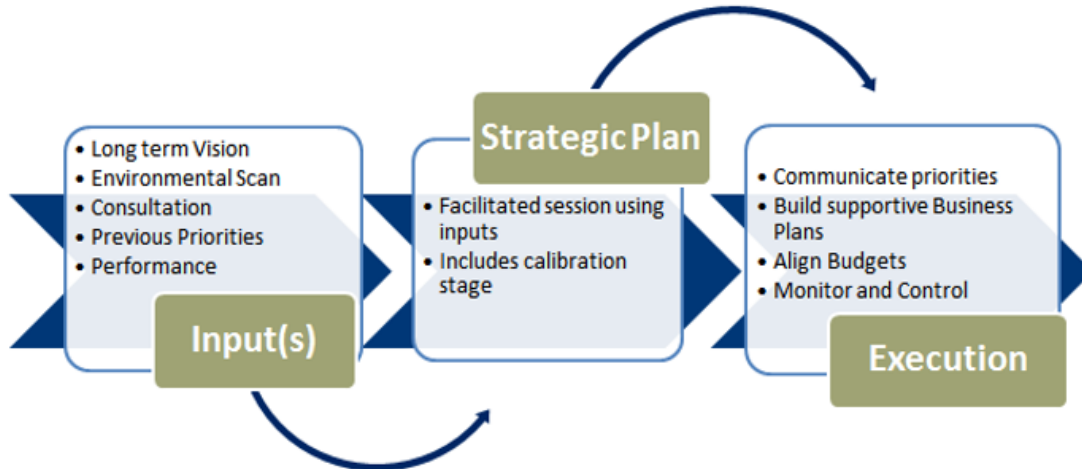 • Long term Vision
• Environmental Scan
• Consultation
• Previous Priorities
• Performance
Input(s)
Strategic Plan
• Facilitated session using
inputs
• Includes calibration
stage
• Communicate priorities
• Build supportive Business
Plans
• Align Budgets
• Monitor and Control
Execution